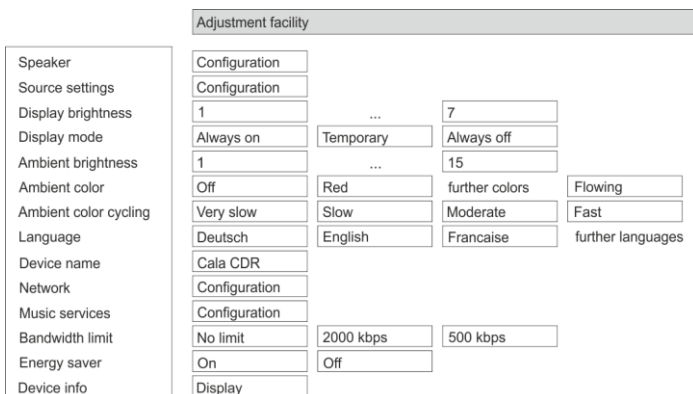 Adjustment facility
Speaker Configuration
Source settings Configuration
Display brightness 1 ... 7
Display mode Always on Temporary Always off
Ambient brightness 1 ... 15
Ambient color Off Red further colors Flowing
Ambient color cycling Very slow Slow Moderate Fast
Language Deutsch English Francaise further languages
Device name Cala CDR
Network Configuration
Music services Configuration
Bandwidth limit No limit 2000 kbps 500 kbps
Energy saver On Off
Device info Display